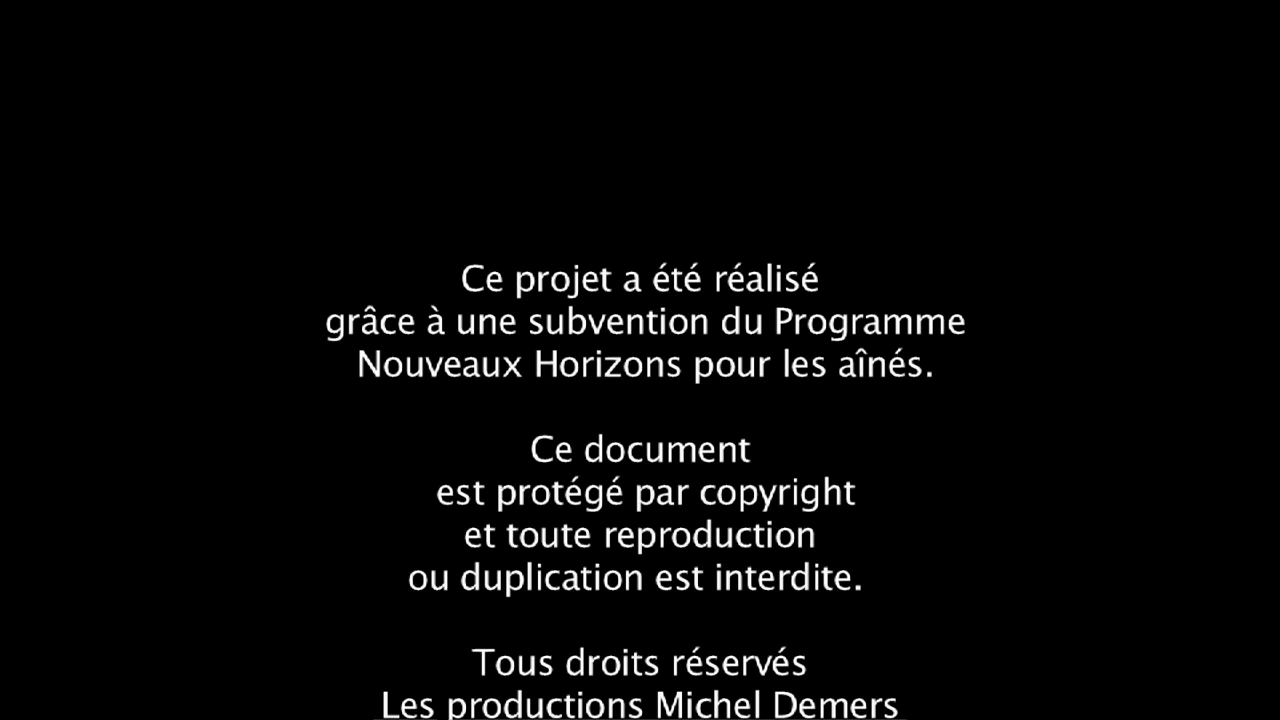 Ce projet a été réalisé
grâce à une subvention du Programme
Nouveaux Horizons pour les aînés.
Ce document
est protégé par copyright
et toute reproduction
ou duplication est interdite.
Tous droits réservés
Les productions Michel Demers